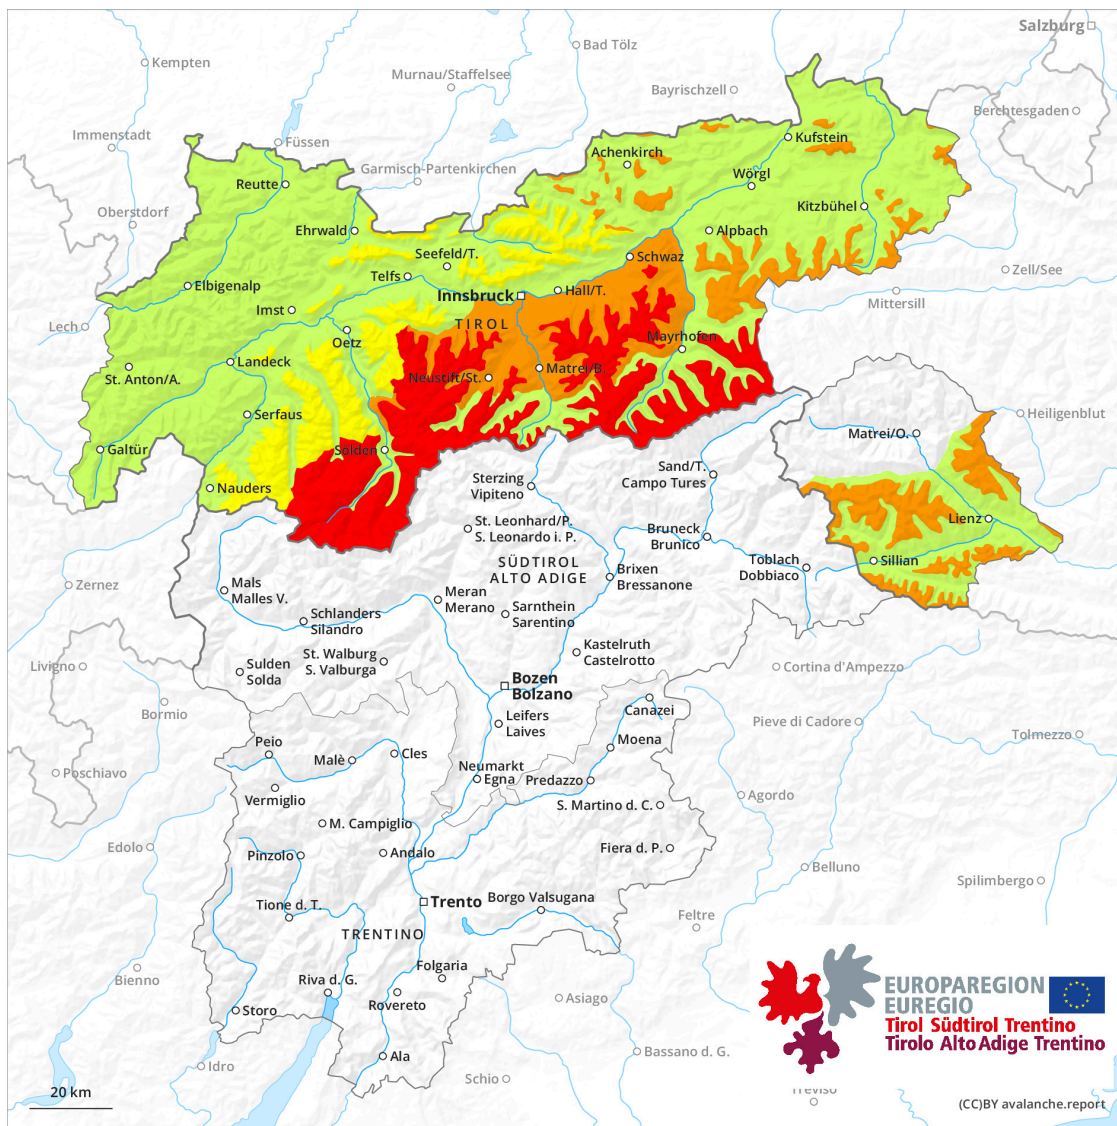 Salzburg
Bad Tölz
Kempten
Murnau/Staffelsee
Bayrischzell
Berchtesgaden
Immenstadt
Füssen
Kufstein
Achenkirch
Garmisch-Partenkirchen
Wörgl
Reutte
Oberstdorf
Kitzbühel
Ehrwald
Alpbach
Seefeld/T.
Schwaz
Zell/See
Telfs
Elbigenalp
Hall/T.
Innsbruck
Mittersill
Imst
TIROL
Lech
Oetz
Mayrhofen
Landeck
Matrei/B.
St. Anton/A.
Neustift/St.
Serfaus
Heiligenblut
Matrei/O.
Galtür
Sölden
Sand/T.
Campo Tures
Sterzing
Vipiteno
Nauders
St. Leonhard/P.
S. Leonardo i. P.
Lienz
Bruneck
Brunico
SÜDTIROL
ALTO ADIGE
Toblach
Dobbiaco
Sillian
Brixen
Bressanone
Zernez
Mals
Malles V.
Meran
Merano
Sarnthein
Sarentino
Schlanders
Silandro
Kastelruth
Castelrotto
St. Walburg
S. Valburga
Livigno
Sulden
Solda
Cortina d'Ampezzo
Bozen
Bolzano
Bormio
Canazei
Leifers
Laives
Pieve di Cadore
Tolmezzo
Peio
Moena
Malè
Cles
Poschiavo
Neumarkt
Egna
Predazzo
Vermiglio
Agordo
S. Martino d. C.
M. Campiglio
Edolo
Pinzolo
Andalo
Fiera d. P.
Belluno
Spilimbergo
Tione d. T.
Trento
Borgo Valsugana
Feltre
TRENTINO
Folgaria
Bienno
Riva d. G.
Rovereto
Asiago
Storo
EUROPAREGION
EUREGIO
Tirol Südtirol Trentino
Tirolo Alto Adige Trentino
Ala
Idro
Bassano d. G.
Schio
Treviso
20 km
(CC)BY avalanche.report